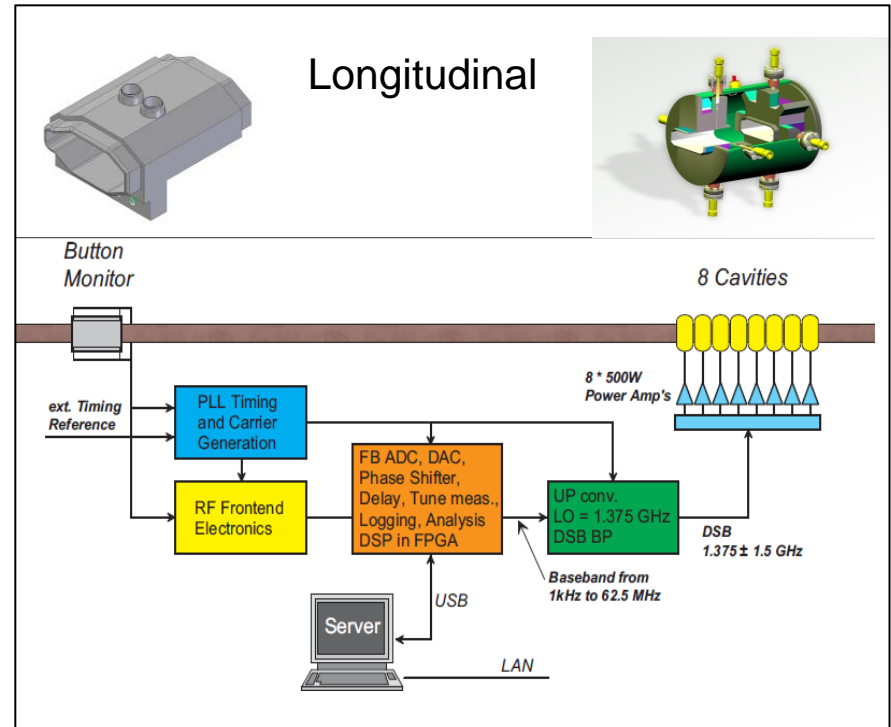 Longitudinal
Button
Monitor
8 Cavities
8 * 500W
Power Amp's
ext. Timing
Reference
PLL Timing
and Carrier
Generation
RF Frontend
Electronics
FB ADC, DAC,
Phase Shifter,
Delay, Tune meas.,
Logging, Analysis
DSP in FPGA
UP conv.
LO = 1.375 GHz
DSB BP
DSB
1.375 ± 1.5 GHz
Baseband from
1kHz to 62.5 MHz
USB
Server
LAN